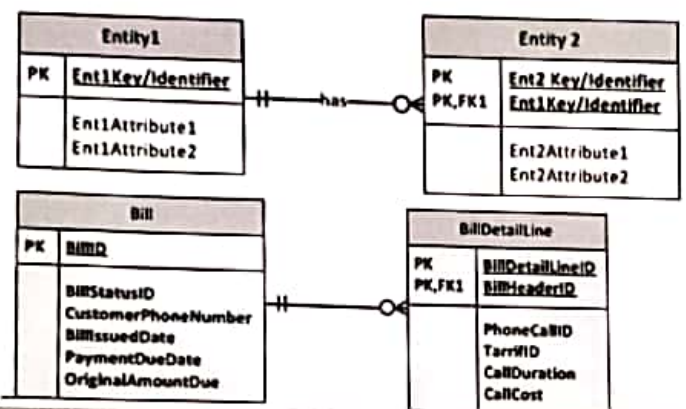 Entity1
PK Ent1Key/Identifier
Ent1Attribute1
Ent1Attribute2
has
Entity 2
PK Ent2 Key/Identifier
PK,FK1 Ent1Key/Identifier
Ent2Attribute1
Ent2Attribute2
Bill
PK BillID
BillStatusID
CustomerPhoneNumber
BillIssuedDate
PaymentDueDate
OriginalAmountDue
BillDetailLine
PK BillDetailLineID
PK,FK1 BillHeaderID
PhoneCallID
TarrifID
CallDuration
CallCost